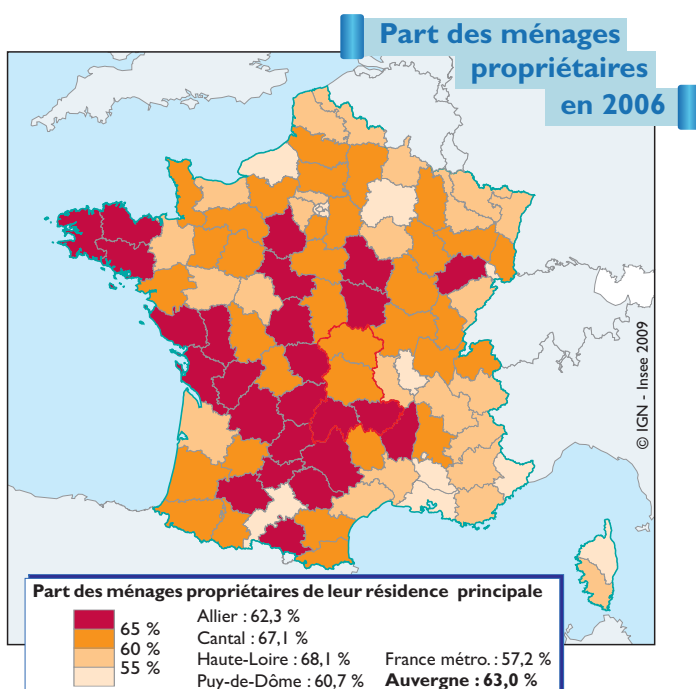 Part des ménages
propriétaires
en 2006
© IGN - Insee 2009
Part des ménages propriétaires de leur résidence principale
65 %
60 %
55 %
Allier : 62,3 %
Cantal : 67,1 %
Haute-Loire : 68,1 %
Puy-de-Dôme : 60,7 %
France métro. : 57,2 %
Auvergne : 63,0 %